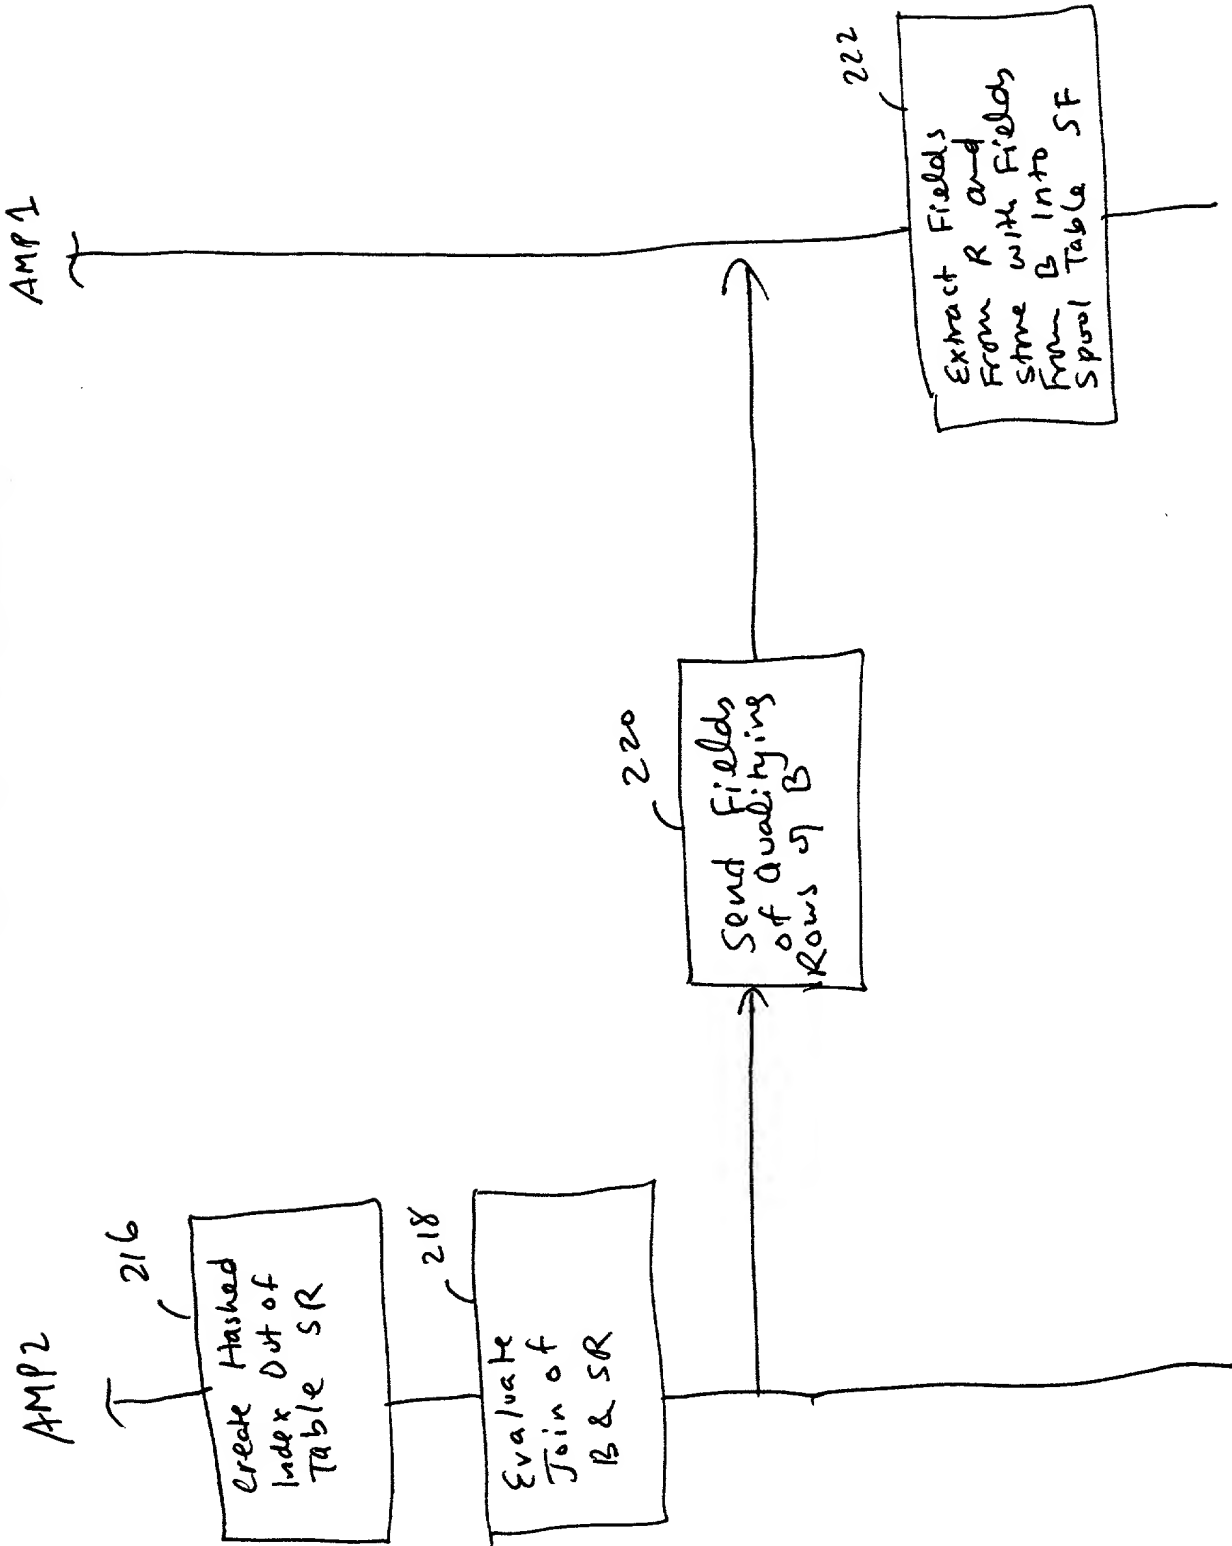 AMP2
AMP1
216
Create Hashed
Index Out of
Table SR
218
Evaluate
Join of
B & SR
220
Send Fields
of Qualifying
Rows of B
222
Extract Fields
From R and
Store with Fields
From B Into
Spool Table SF